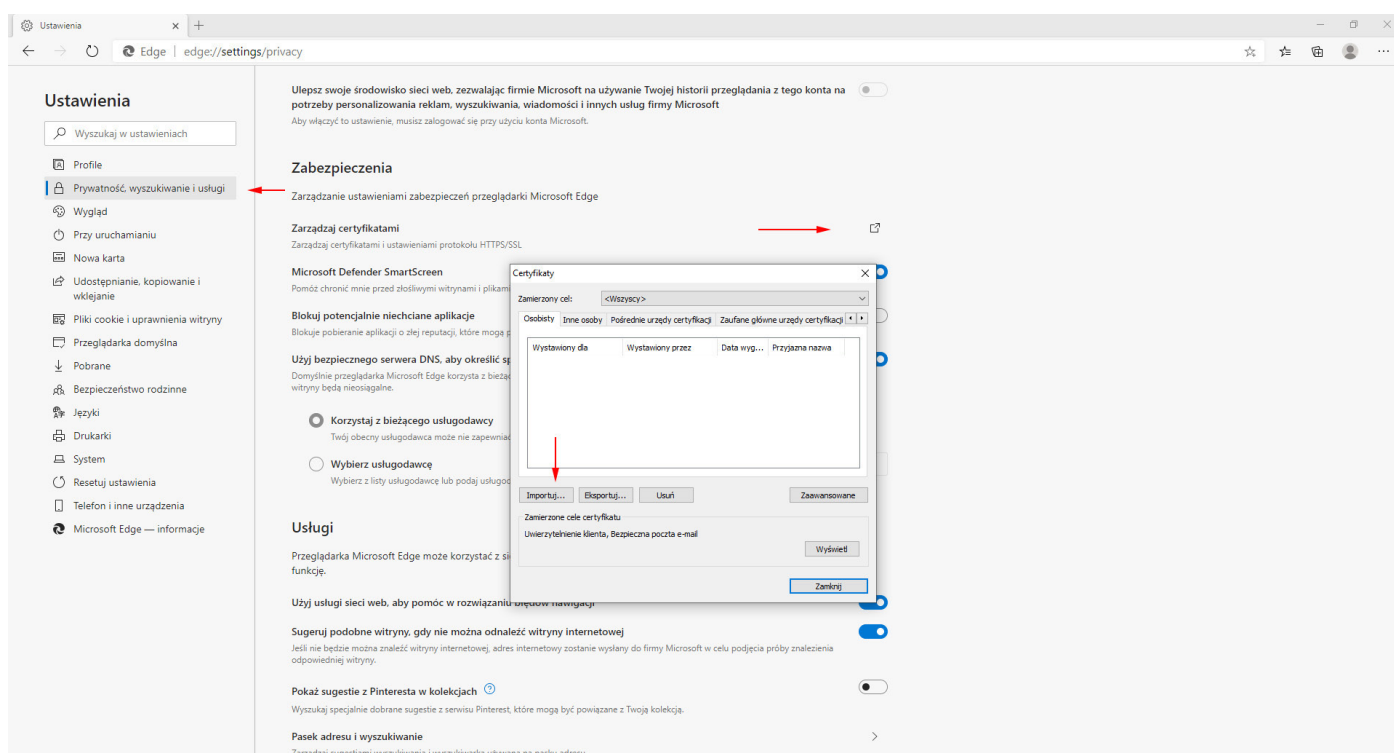 Ustawienia
Edge | edge://settings/privacy
Ustawienia
Wyszukaj w ustawieniach
Profile
Prywatność, wyszukiwanie i usługi
Wygląd
Przy uruchamianiu
Nowa karta
Udostępnianie, kopiowanie i
wklejanie
Pliki cookie i uprawnienia witryny
Przeglądarka domyślna
Pobrane
Bezpieczeństwo rodzinne
Języki
Drukarki
System
Resetuj ustawienia
Telefon i inne urządzenia
Microsoft Edge — informacje
Ulepsz swoje środowisko sieci web, zezwalając firmie Microsoft na używanie Twojej historii przeglądania z tego konta na
potrzeby personalizowania reklam, wyszukiwania, wiadomości i innych usług firmy Microsoft
Aby włączyć to ustawienie, musisz zalogować się przy użyciu konta Microsoft.
Zabezpieczenia
Zarządzanie ustawieniami zabezpieczeń przeglądarki Microsoft Edge
Zarządzaj certyfikatami
Zarządzaj certyfikatami i ustawieniami protokołu HTTPS/SSL
Microsoft Defender SmartScreen
Pomóż chronić mnie przed złośliwymi witrynami i plikam
Blokuj potencjalnie niechciane aplikacje
Blokuje pobieranie aplikacji o złej reputacji, które mogą
Użyj bezpiecznego serwera DNS, aby określić
Domyślnie przeglądarka Microsoft Edge korzysta z
witryny będą nieosiągalne.
Korzystaj z bieżącego usługodawcy
Twój obecny usługodawca może nie zapewniać
Wybierz usługodawcę
Wybierz z listy usługodawcę lub podaj
Certyfikaty
Zamierzony cel: <Wszyscy>
Osobisty Inne osoby Pośrednie urzędy certyfikacji Zaufane główne urzędy certyfikacji
Wystawiony dla Wystawiony przez Data wyg... Przyjazna nazwa
Importuj... Eksportuj... Usuń Zaawansowane
Zamierzone cele certyfikatu
Uwierzytelnienie klienta, Bezpieczna poczta e-mail
Wyświetl
Zamknij
Usługi
Przeglądarka Microsoft Edge może korzystać z
funkcję.
Użyj usługi sieci web, aby pomóc w rozwiązaniu błędów nawigacji
Sugeruj podobne witryny, gdy nie można odnaleźć witryny internetowej
Jeśli nie będzie można znaleźć witryny internetowej, adres internetowy zostanie wysłany do firmy Microsoft w celu podjęcia próby znalezienia
odpowiedniej witryny.
Pokaż sugestie z Pinteresta w kolekcjach
Wyszukaj specjalnie dobrane sugestie z serwisu Pinterest, które mogą być powiązane z Twoją kolekcją.
Pasek adresu i wyszukiwanie